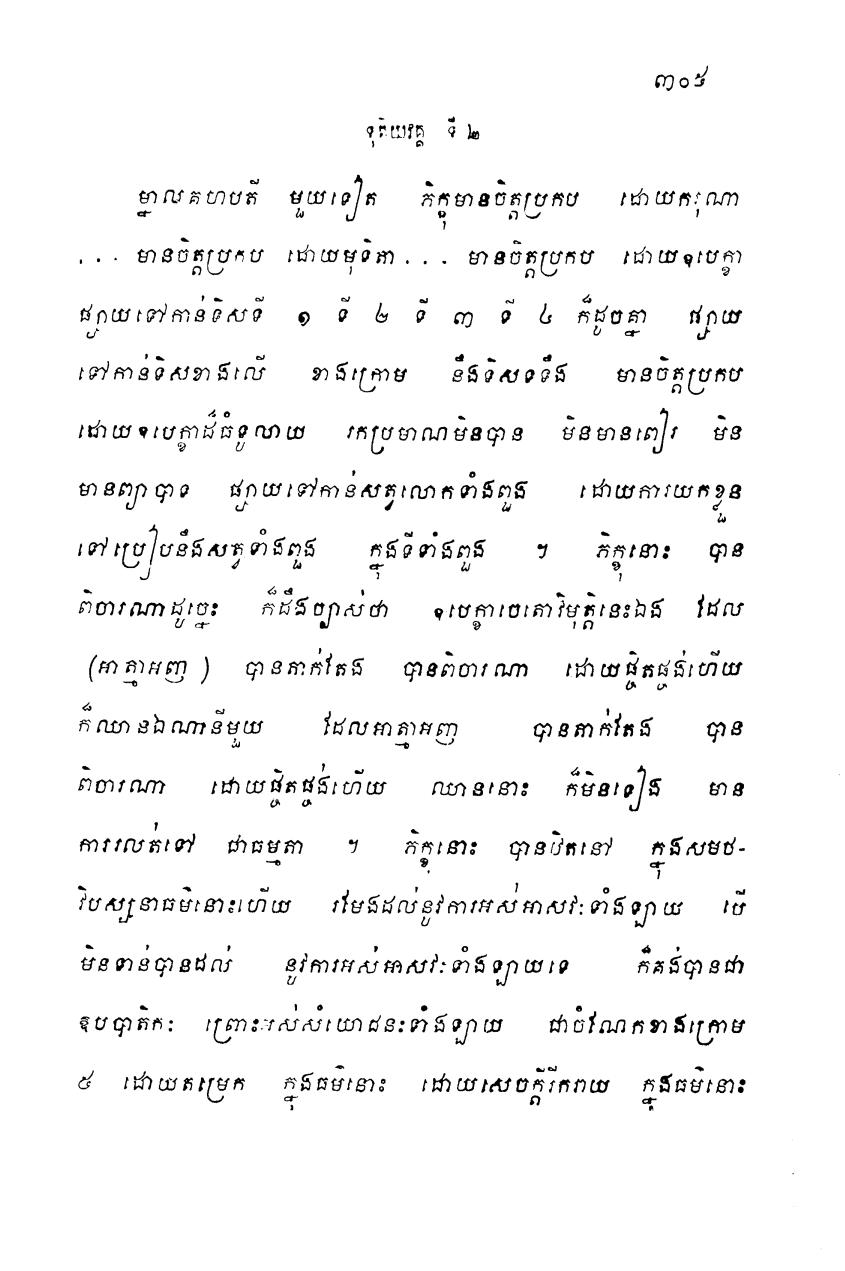 ៣០៥
ទុតិយវគ្គ ទី ២
ម្នាលគហបតី មួយទៀត ភិក្ខុមានចិត្តប្រកប ដោយករុណា
... មានចិត្តប្រកប ដោយមុទិតា ... មានចិត្តប្រកប ដោយឧបេក្ខា
ផ្សាយទៅកាន់ទិសទី ១ ទី ២ ទី ៣ ទី ៤ ក៏ដូចគ្នា ផ្សាយ
ទៅកាន់ទិសខាងលើ ខាងក្រោម នឹងទិសទទឹង មានចិត្តប្រកប
ដោយឧបេក្ខាដ៏ធំទូលាយ រកប្រមាណមិនបាន មិនមានពៀរ មិន
មានព្យាបាទ ផ្សាយទៅកាន់សត្វលោកទាំងពួង ដោយការយកខ្លួន
ទៅប្រៀបនឹងសត្វទាំងពួង ក្នុងទីទាំងពួង ។ ភិក្ខុនោះ បាន
ពិចារណាដូច្នេះ ក៏ដឹងច្បាស់ថា ឧបេក្ខាចេតោវិមុត្តិនេះឯង ដែល
(អាត្មាអញ) បានតាក់តែង បានពិចារណា ដោយផ្ចិតផ្ចង់ហើយ
ក៏ឈានឯណានីមួយ ដែលអាត្មាអញ បានតាក់តែង បាន
ពិចារណា ដោយផ្ចិតផ្ចង់ហើយ ឈាននោះ ក៏មិនទៀង មាន
ការរលត់ទៅ ជាធម្មតា ។ ភិក្ខុនោះ បានឋិតនៅ ក្នុងសមថ-
វិបស្សនាធម៌នោះហើយ រមែងដល់នូវការអស់អាសវៈទាំងឡាយ បើ
មិនទាន់បានដល់ នូវការអស់អាសវៈទាំងឡាយទេ ក៏គង់បានជា
ឱបបាតិកៈ ព្រោះអស់សំយោជនៈទាំងឡាយ ជាចំណែកខាងក្រោម
៥ ដោយតម្រេក ក្នុងធម៌នោះ ដោយសេចក្តីរីករាយ ក្នុងធម៌នោះ